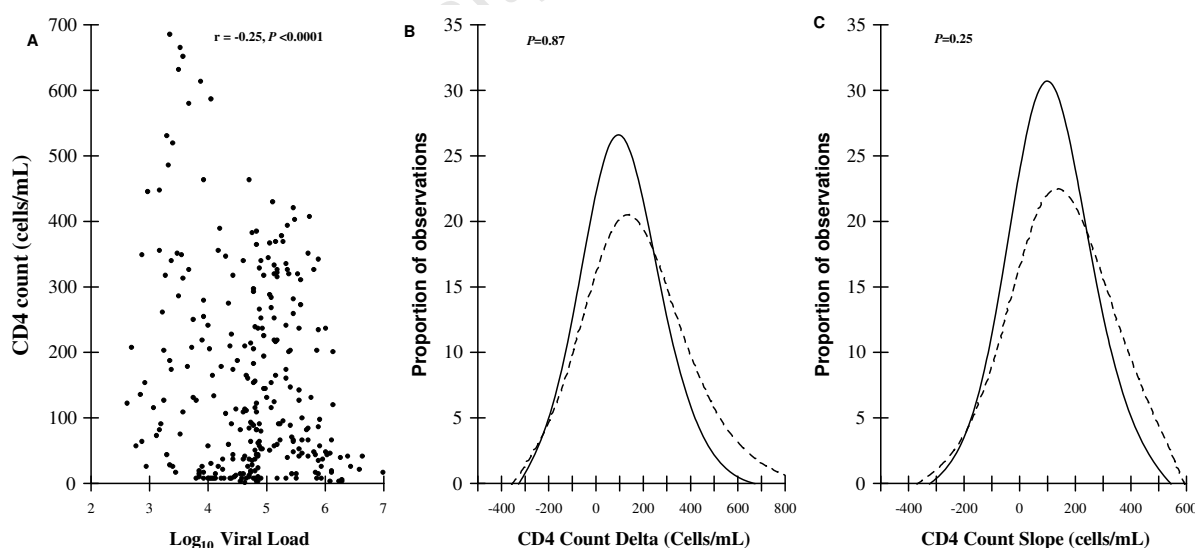 A
r = -0.25, P <0.0001
CD4 count (cells/mL)
700
600
500
400
300
200
100
0
2 3 4 5 6 7
Log10 Viral Load
B
P=0.87
Proportion of observations
35
30
25
20
15
10
5
0
-400 -200 0 200 400 600 800
CD4 Count Delta (Cells/mL)
C
P=0.25
Proportion of observations
35
30
25
20
15
10
5
0
-400 -200 0 200 400 600
CD4 Count Slope (cells/mL)